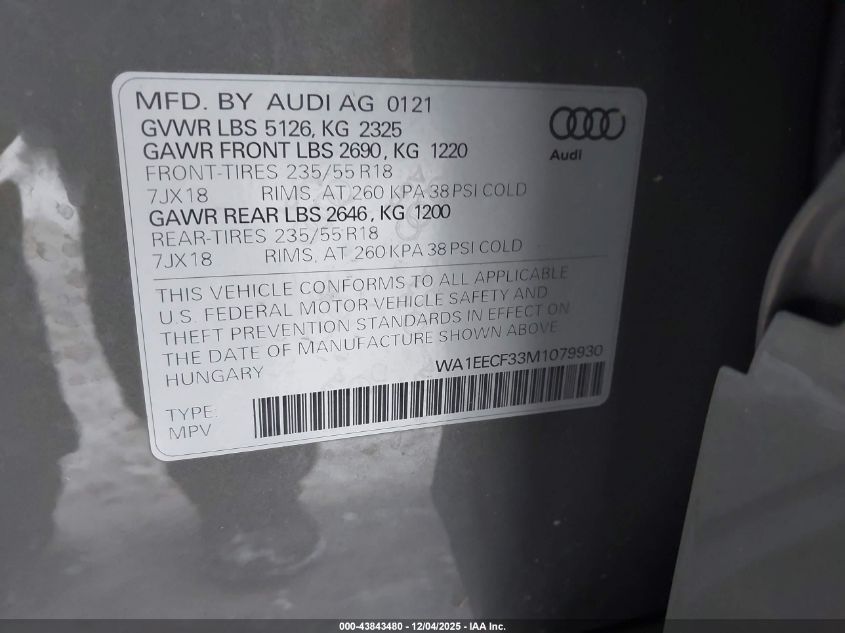 MFD. BY AUDI AG 0121
GVWR LBS 5126, KG 2325
GAWR FRONT LBS 2690, KG 1220
FRONT-TIRES 235/55 R18
7JX18 RIMS, AT 260 KPA 38 PSI COLD
GAWR REAR LBS 2646, KG 1200
REAR-TIRES 235/55 R18
7JX18 RIMS, AT 260 KPA 38 PSI COLD
Audi
THIS VEHICLE CONFORMS TO ALL APPLICABLE
U.S. FEDERAL MOTOR-VEHICLE SAFETY AND
THEFT PREVENTION STANDARDS IN EFFECT ON
THE DATE OF MANUFACTURE SHOWN ABOVE.
HUNGARY
WA1EECF33M1079930
TYPE:
MPV
000-43843480 - 12/04/2025 - IAA Inc.